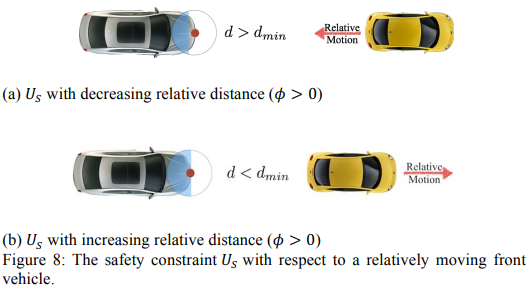 d > dmin
Relative
Motion
(a) Us with decreasing relative distance (ϕ > 0)
d < dmin
Relative
Motion
(b) Us with increasing relative distance (ϕ > 0)
Figure 8: The safety constraint Us with respect to a relatively moving front
vehicle.